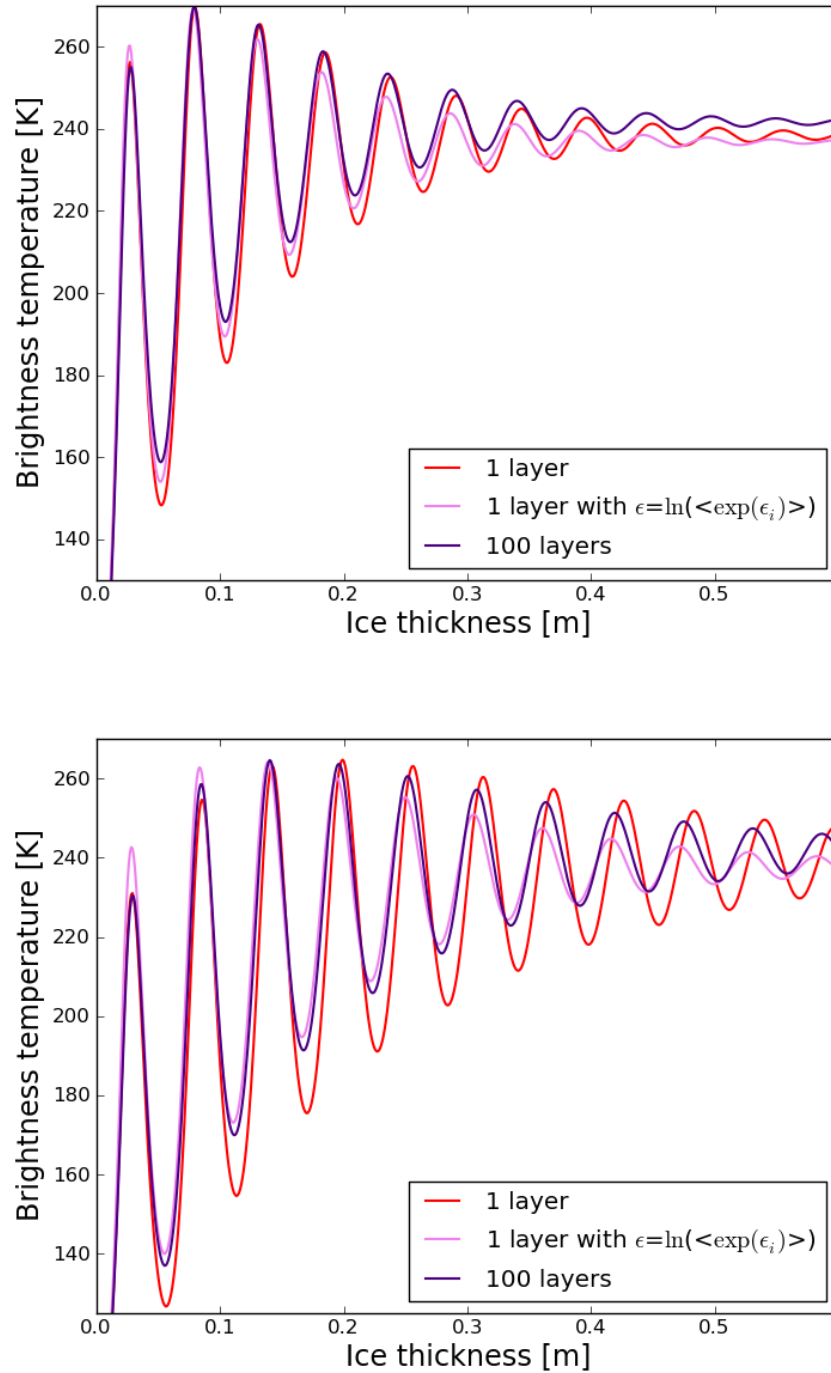 260
240
220
200
180
160
140
Brightness temperature [K]
0.0 0.1 0.2 0.3 0.4 0.5
Ice thickness [m]
1 layer
1 layer with ϵ=ln(<exp(ϵᵢ)>)
100 layers
260
240
220
200
180
160
140
Brightness temperature [K]
0.0 0.1 0.2 0.3 0.4 0.5
Ice thickness [m]
1 layer
1 layer with ϵ=ln(<exp(ϵᵢ)>)
100 layers